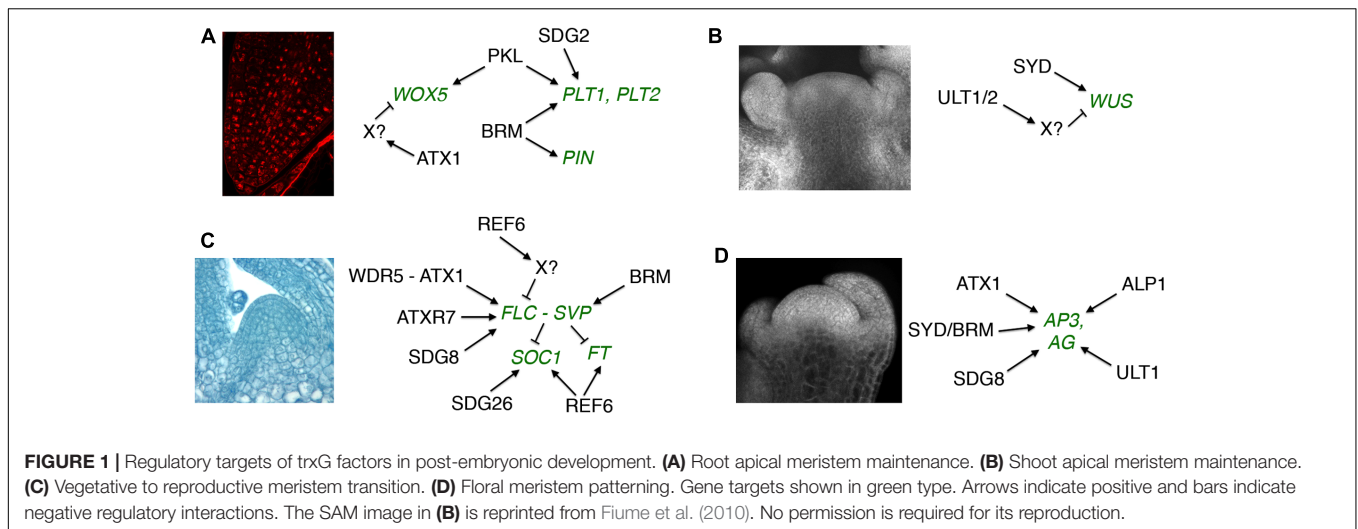 A
SDG2
PKL
WOX5
PLT1, PLT2
X?
BRM
ATX1
PIN
B
SYD
ULT1/2
WUS
X?
C
REF6
X?
WDR5 - ATX1
BRM
ATXR7
FLC - SVP
SDG8
SOC1
FT
SDG26
REF6
D
ATX1
ALP1
SYD/BRM
AP3,
AG
SDG8
ULT1
FIGURE 1 | Regulatory targets of trxG factors in post-embryonic development. (A) Root apical meristem maintenance. (B) Shoot apical meristem maintenance.
(C) Vegetative to reproductive meristem transition. (D) Floral meristem patterning. Gene targets shown in green type. Arrows indicate positive and bars indicate
negative regulatory interactions. The SAM image in (B) is reprinted from Fiume et al. (2010). No permission is required for its reproduction.